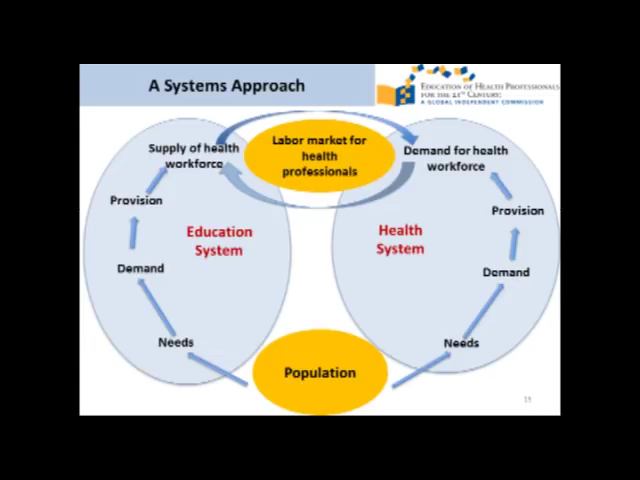 A Systems Approach
EDUCATION OF HEALTH PROFESSIONALS
FOR THE 21ST CENTURY:
A GLOBAL INDEPENDENT COMMISSION
Labor market for
health
professionals
Supply of health
workforce
Demand for health
workforce
Provision
Provision
Education
System
Health
System
Demand
Demand
Needs
Needs
Population